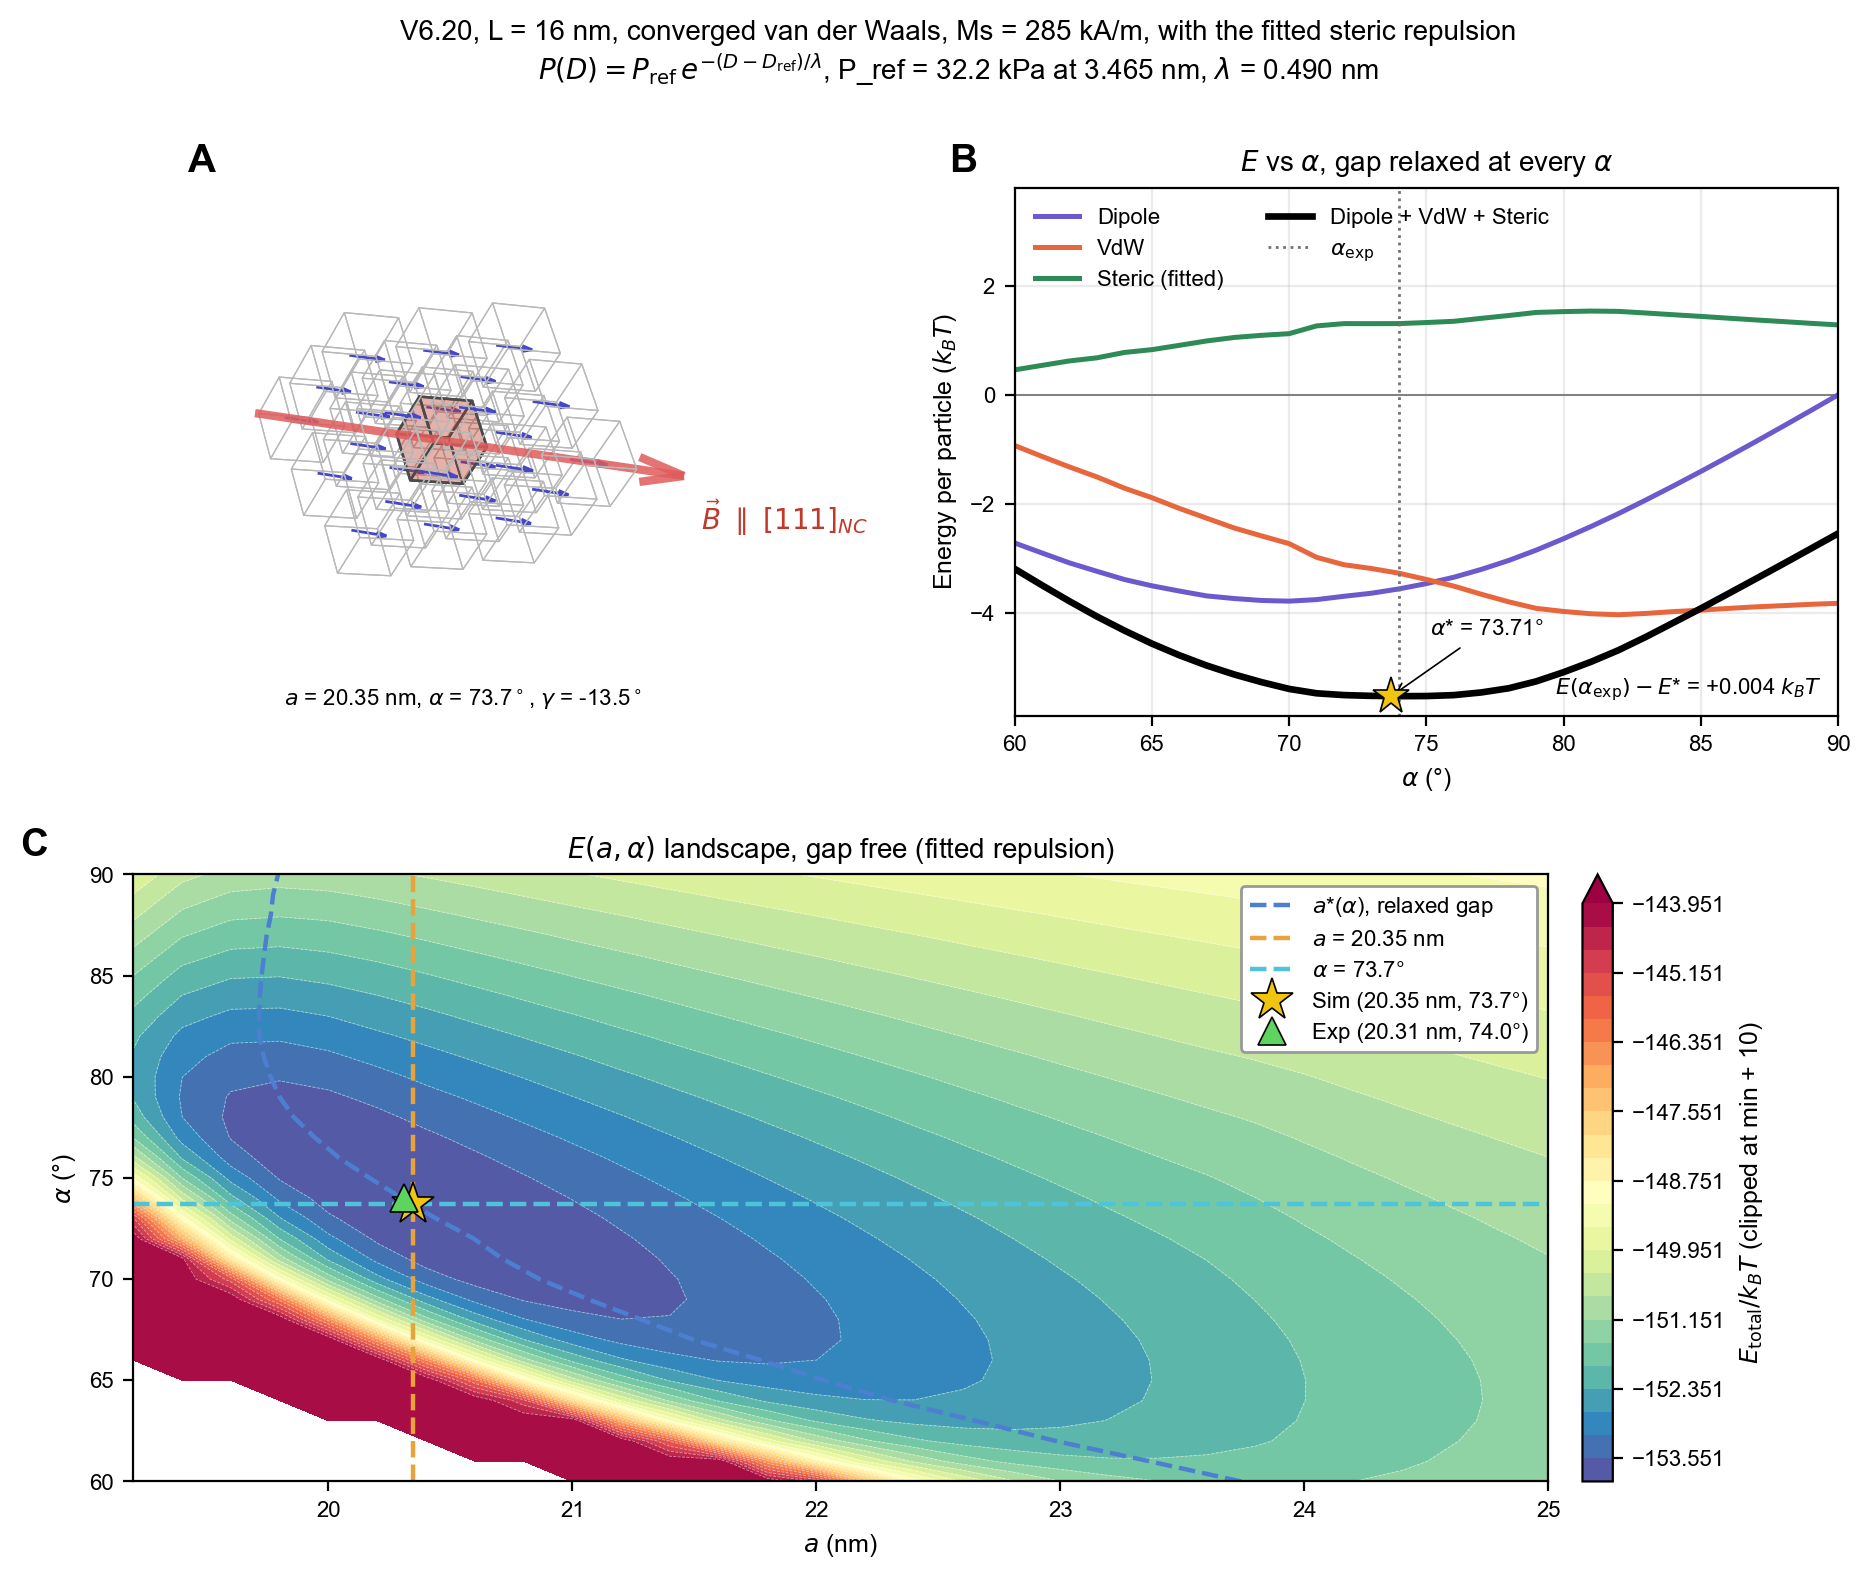 V6.20, L = 16 nm, converged van der Waals, Ms = 285 kA/m, with the fitted steric repulsion
P(D) = P_ref e^{−(D−D_ref)/λ}, P_ref = 32.2 kPa at 3.465 nm, λ = 0.490 nm
A
B⃗ ∥ [111]_{NC}
a = 20.35 nm, α = 73.7°, γ = -13.5°
B
E vs α, gap relaxed at every α
Dipole
VdW
Steric (fitted)
Dipole + VdW + Steric
α_exp
2
0
−2
−4
Energy per particle (k_BT)
α* = 73.71°
E(α_exp) − E* = +0.004 k_BT
60 65 70 75 80 85 90
α (°)
C
E(a, α) landscape, gap free (fitted repulsion)
a*(α), relaxed gap
a = 20.35 nm
α = 73.7°
Sim (20.35 nm, 73.7°)
Exp (20.31 nm, 74.0°)
90
85
80
75
70
65
60
α (°)
20 21 22 23 24 25
a (nm)
−143.951
−145.151
−146.351
−147.551
−148.751
−149.951
−151.151
−152.351
−153.551
E_total/k_BT (clipped at min + 10)